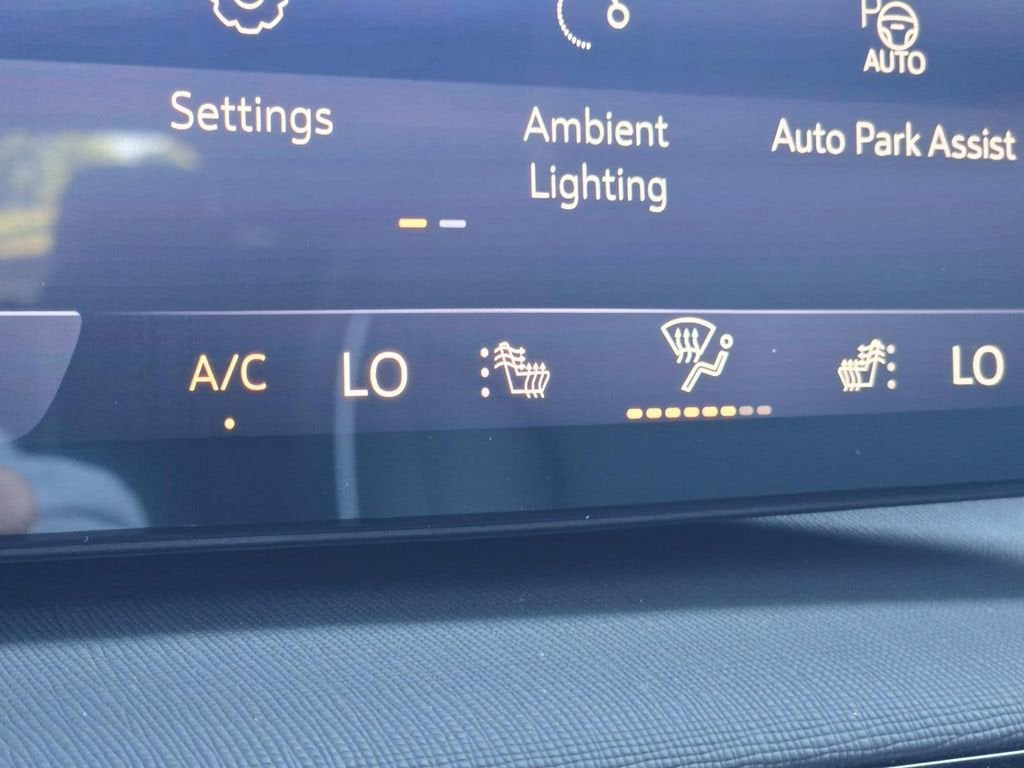 P
AUTO
Settings
Ambient
Lighting
Auto Park Assist
A/C
LO
LO